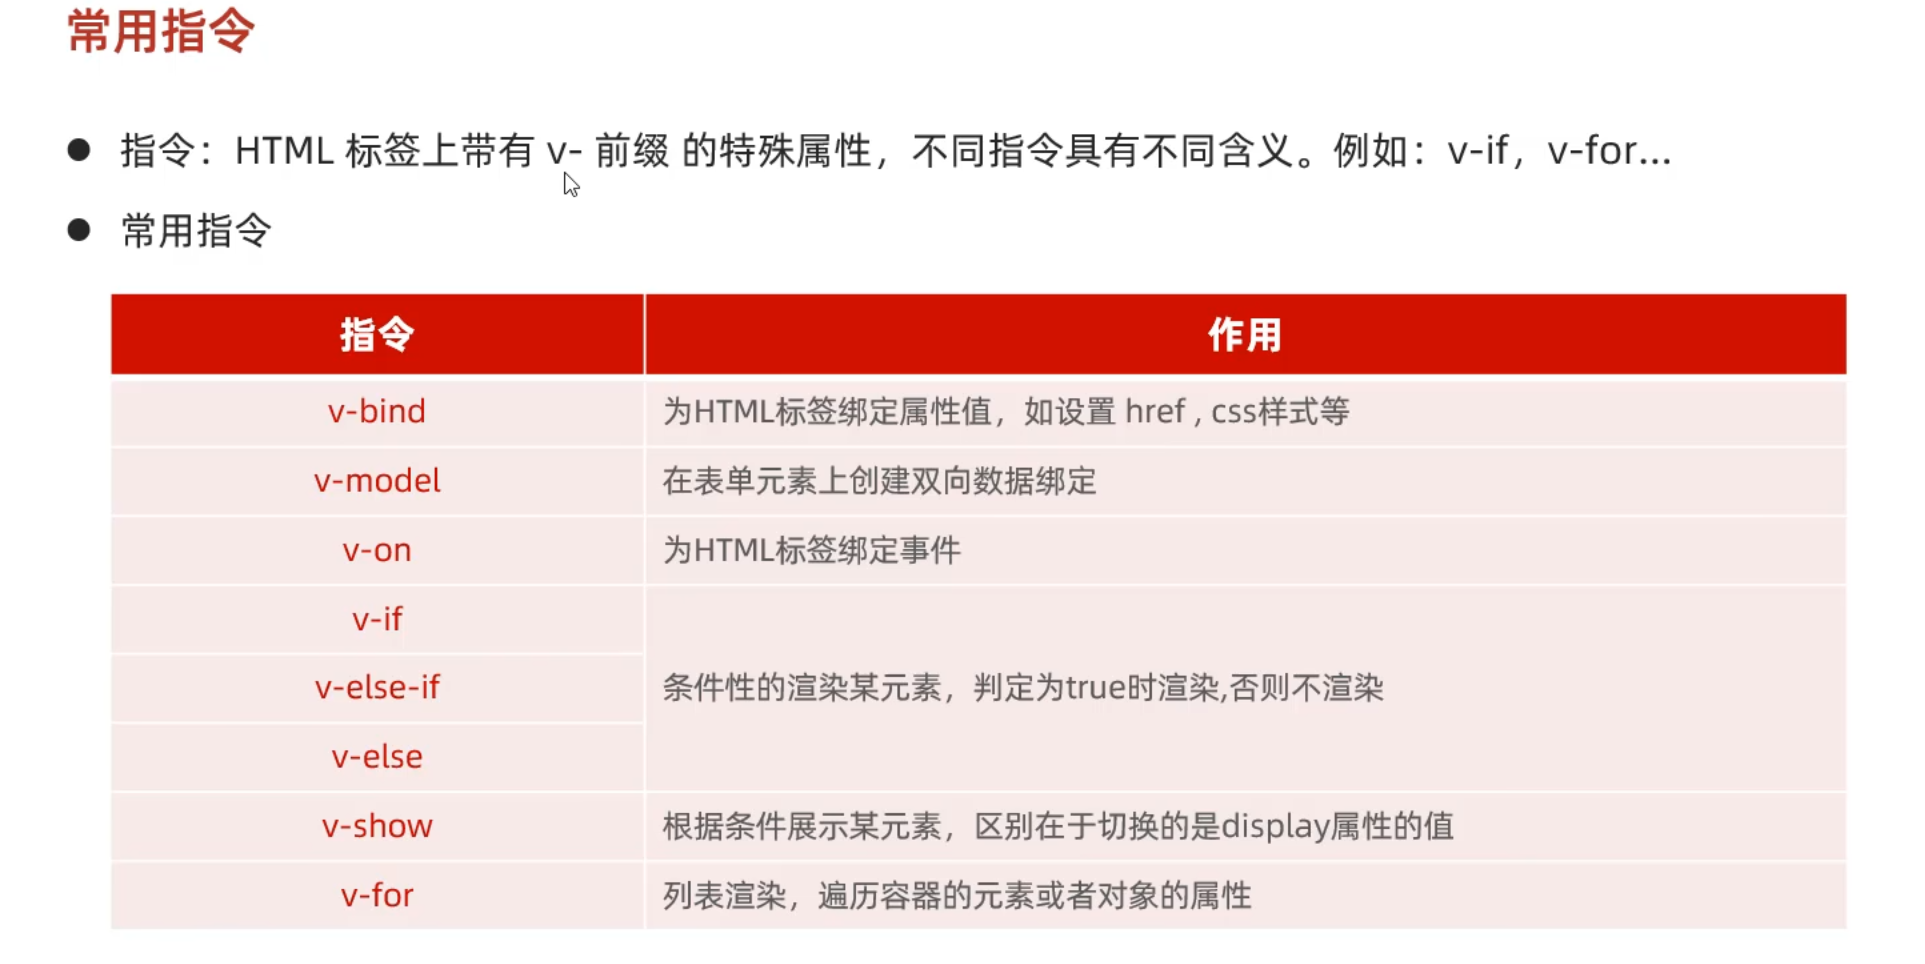 常用指令
指令：HTML 标签上带有 v- 前缀 的特殊属性，不同指令具有不同含义。例如：v-if，v-for…
常用指令
指令 作用
v-bind 为HTML标签绑定属性值，如设置 href , css样式等
v-model 在表单元素上创建双向数据绑定
v-on 为HTML标签绑定事件
v-if
v-else-if 条件性的渲染某元素，判定为true时渲染,否则不渲染
v-else
v-show 根据条件展示某元素，区别在于切换的是display属性的值
v-for 列表渲染，遍历容器的元素或者对象的属性